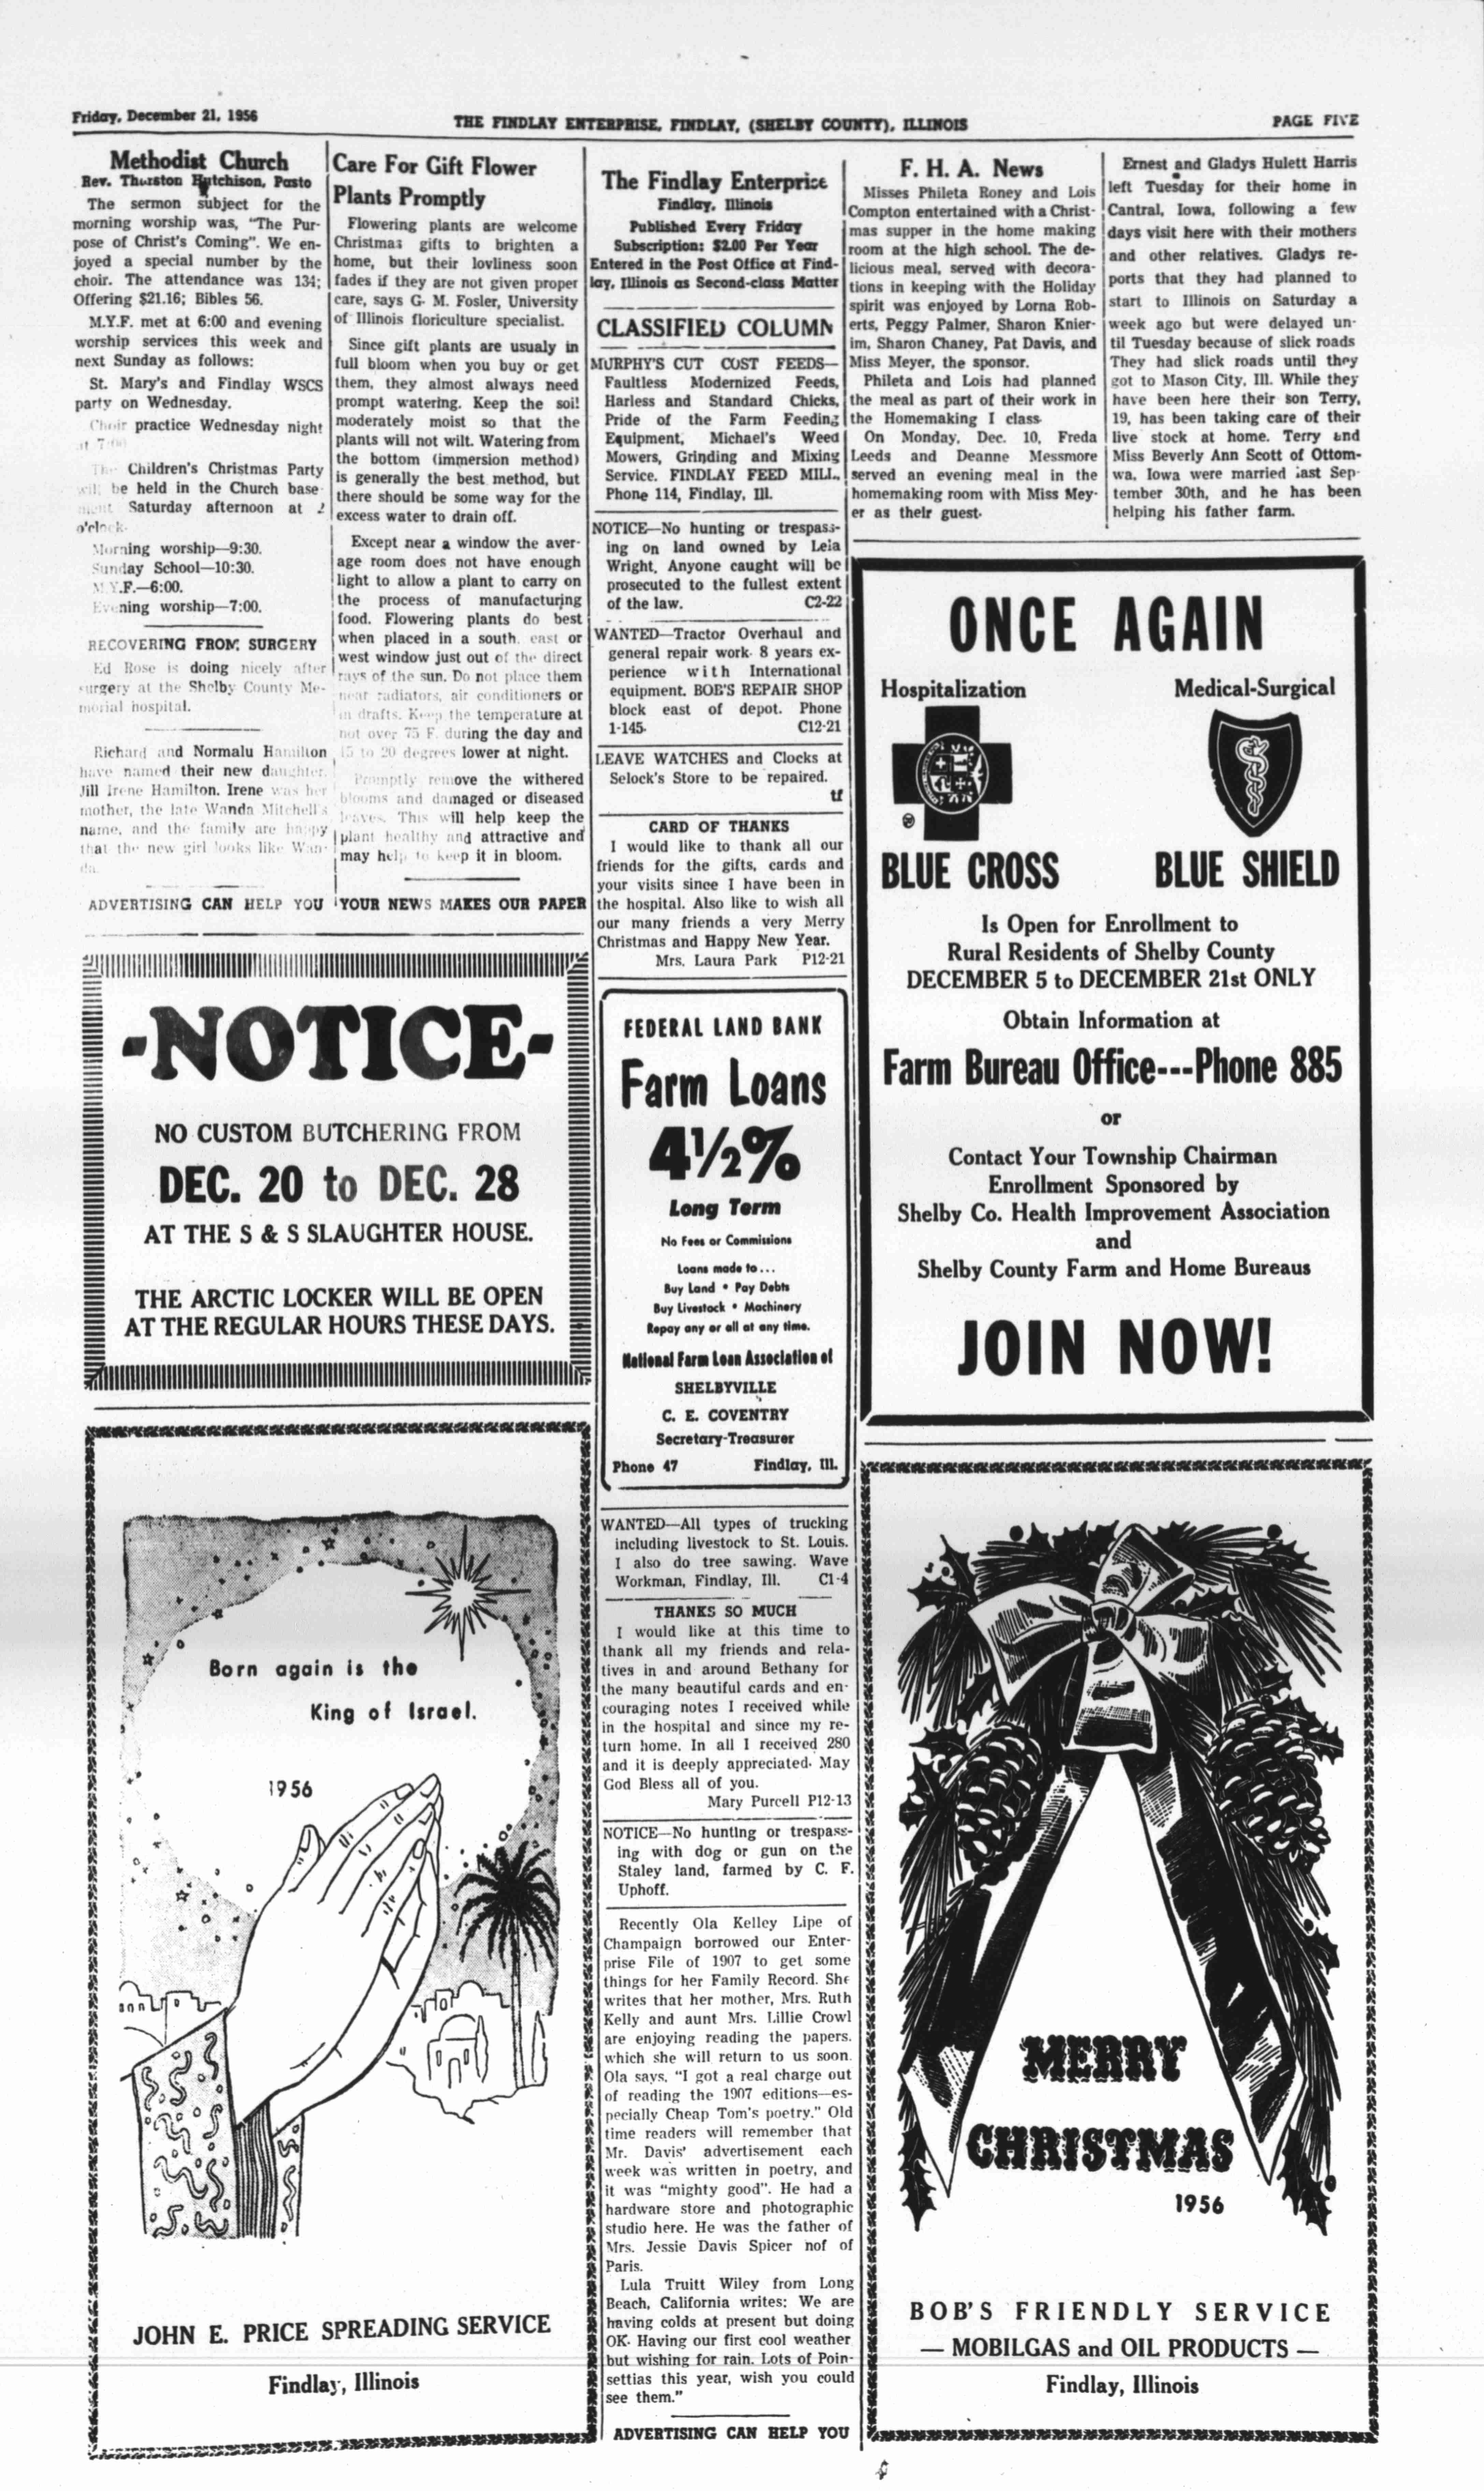 Friday, December 21, 1956
THE FINDLAY ENTERPRISE, FINDLAY, (SHELBY COUNTY), ILLINOIS
PAGE FIVE
Methodist Church
Rev. Thurston Hutchison, Pasto
The sermon subject for the
morning worship was, "The Pur-
pose of Christ's Coming". We en-
joyed a special number by the
choir. The attendance was 134;
Offering $21.16; Bibles 56.
M.Y.F. met at 6:00 and evening
worship services this week and
next Sunday as follows:
St. Mary's and Findlay WSCS
party on Wednesday.
Choir practice Wednesday night
at 7:00
The Children's Christmas Party
will be held in the Church base-
ment Saturday afternoon at 2
o'clock.
Morning worship—9:30.
Sunday School—10:30.
M.Y.F.—6:00.
Evening worship—7:00.
RECOVERING FROM SURGERY
Ed Rose is doing nicely after
surgery at the Shelby County Me-
morial hospital.
Richard and Normalu Hamilton
have named their new daughter,
Jill Irene Hamilton. Irene was her
mother, the late Wanda Mitchell's
name, and the family are happy
that the new girl looks like Wan-
da.
ADVERTISING CAN HELP YOU
Care For Gift Flower
Plants Promptly
Flowering plants are welcome
Christmas gifts to brighten a
home, but their lovliness soon
fades if they are not given proper
care, says G. M. Fosler, University
of Illinois floriculture specialist.
Since gift plants are usualy in
full bloom when you buy or get
them, they almost always need
prompt watering. Keep the soil
moderately moist so that the
plants will not wilt. Watering from
the bottom (immersion method)
is generally the best method, but
there should be some way for the
excess water to drain off.
Except near a window the aver-
age room does not have enough
light to allow a plant to carry on
the process of manufacturing
food. Flowering plants do best
when placed in a south, east or
west window just out of the direct
rays of the sun. Do not place them
near radiators, air conditioners or
in drafts. Keep the temperature at
not over 75 F. during the day and
15 to 20 degrees lower at night.
Promptly remove the withered
blooms and damaged or diseased
leaves. This will help keep the
plant healthy and attractive and
may help to keep it in bloom.
YOUR NEWS MAKES OUR PAPER
-NOTICE-
NO CUSTOM BUTCHERING FROM
DEC. 20 to DEC. 28
AT THE S & S SLAUGHTER HOUSE.
THE ARCTIC LOCKER WILL BE OPEN
AT THE REGULAR HOURS THESE DAYS.
Born again is the
King of Israel.
1956
JOHN E. PRICE SPREADING SERVICE
Findlay, Illinois
The Findlay Enterprise
Findlay, Illinois
Published Every Friday
Subscription: $2.00 Per Year
Entered in the Post Office at Find-
lay, Illinois as Second-class Matter
CLASSIFIED COLUMN
MURPHY'S CUT COST FEEDS—
Faultless Modernized Feeds,
Harless and Standard Chicks,
Pride of the Farm Feeding
Equipment, Michael's Weed
Mowers, Grinding and Mixing
Service. FINDLAY FEED MILL,
Phone 114, Findlay, Ill.
NOTICE—No hunting or trespass-
ing on land owned by Lela
Wright. Anyone caught will be
prosecuted to the fullest extent
of the law. C2-22
WANTED—Tractor Overhaul and
general repair work. 8 years ex-
perience with International
equipment. BOB'S REPAIR SHOP
block east of depot. Phone
1-145. C12-21
LEAVE WATCHES and Clocks at
Selock's Store to be repaired.
tf
CARD OF THANKS
I would like to thank all our
friends for the gifts, cards and
your visits since I have been in
the hospital. Also like to wish all
our many friends a very Merry
Christmas and Happy New Year.
Mrs. Laura Park P12-21
FEDERAL LAND BANK
Farm Loans
4½%
Long Term
No Fees or Commissions
Loans made to...
Buy Land • Pay Debts
Buy Livestock • Machinery
Repay any or all at any time.
National Farm Loan Association of
SHELBYVILLE
C. E. COVENTRY
Secretary-Treasurer
Phone 47 Findlay, Ill.
WANTED—All types of trucking
including livestock to St. Louis.
I also do tree sawing. Wave
Workman, Findlay, Ill. C1-4
THANKS SO MUCH
I would like at this time to
thank all my friends and rela-
tives in and around Bethany for
the many beautiful cards and en-
couraging notes I received while
in the hospital and since my re-
turn home. In all I received 280
and it is deeply appreciated. May
God Bless all of you.
Mary Purcell P12-13
NOTICE—No hunting or trespass-
ing with dog or gun on the
Staley land, farmed by C. F.
Uphoff.
Recently Ola Kelley Lipe of
Champaign borrowed our Enter-
prise File of 1907 to get some
things for her Family Record. She
writes that her mother, Mrs. Ruth
Kelly and aunt Mrs. Lillie Crowl
are enjoying reading the papers.
which she will return to us soon.
Ola says, "I got a real charge out
of reading the 1907 editions—es-
pecially Cheap Tom's poetry." Old
time readers will remember that
Mr. Davis' advertisement each
week was written in poetry, and
it was "mighty good". He had a
hardware store and photographic
studio here. He was the father of
Mrs. Jessie Davis Spicer nof of
Paris.
Lula Truitt Wiley from Long
Beach, California writes: We are
having colds at present but doing
OK. Having our first cool weather
but wishing for rain. Lots of Poin-
settias this year, wish you could
see them."
ADVERTISING CAN HELP YOU
F. H. A. News
Misses Phileta Roney and Lois
Compton entertained with a Christ-
mas supper in the home making
room at the high school. The de-
licious meal, served with decora-
tions in keeping with the Holiday
spirit was enjoyed by Lorna Rob-
erts, Peggy Palmer, Sharon Knier-
im, Sharon Chaney, Pat Davis, and
Miss Meyer, the sponsor.
Phileta and Lois had planned
the meal as part of their work in
the Homemaking I class.
On Monday, Dec. 10, Freda
Leeds and Deanne Messmore
served an evening meal in the
homemaking room with Miss Mey-
er as their guest.
Ernest and Gladys Hulett Harris
left Tuesday for their home in
Cantral, Iowa, following a few
days visit here with their mothers
and other relatives. Gladys re-
ports that they had planned to
start to Illinois on Saturday a
week ago but were delayed un-
til Tuesday because of slick roads
They had slick roads until they
got to Mason City, Ill. While they
have been here their son Terry,
19, has been taking care of their
live stock at home. Terry and
Miss Beverly Ann Scott of Ottom-
wa, Iowa were married last Sep-
tember 30th, and he has been
helping his father farm.
ONCE AGAIN
Hospitalization Medical-Surgical
®
BLUE CROSS BLUE SHIELD
Is Open for Enrollment to
Rural Residents of Shelby County
DECEMBER 5 to DECEMBER 21st ONLY
Obtain Information at
Farm Bureau Office---Phone 885
or
Contact Your Township Chairman
Enrollment Sponsored by
Shelby Co. Health Improvement Association
and
Shelby County Farm and Home Bureaus
JOIN NOW!
MERRY
CHRISTMAS
1956
BOB'S FRIENDLY SERVICE
— MOBILGAS and OIL PRODUCTS —
Findlay, Illinois